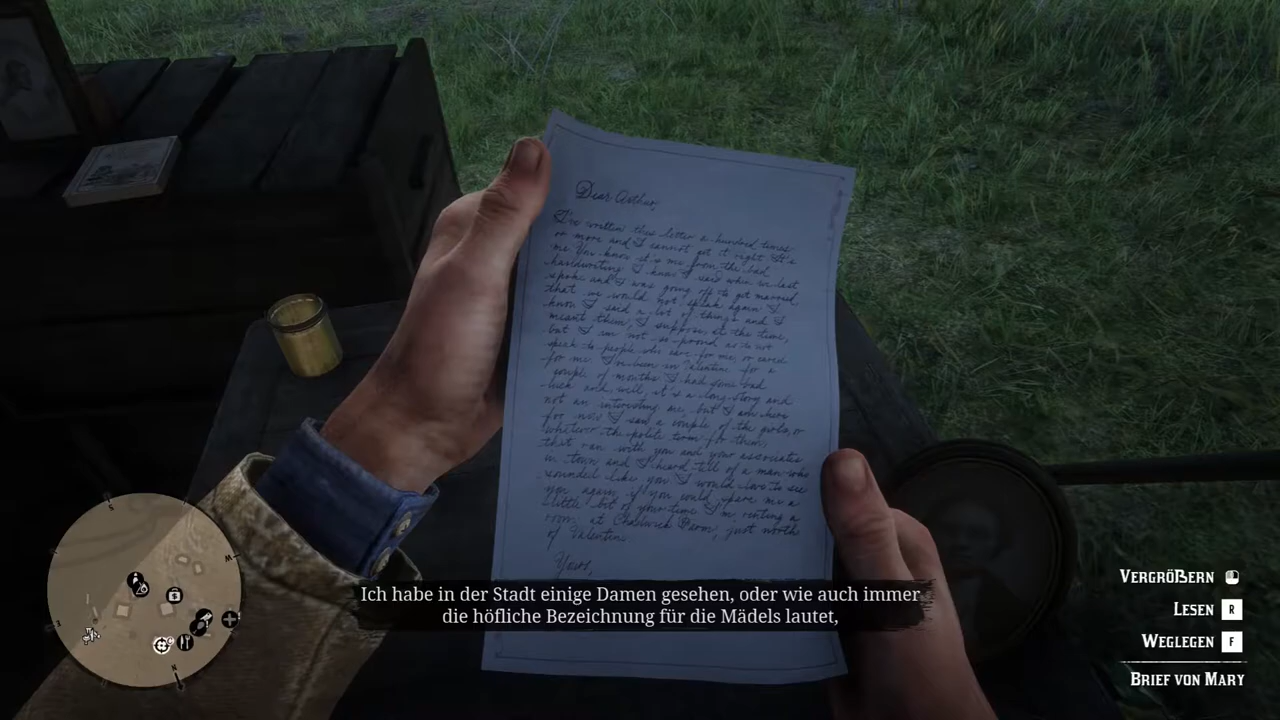 Dear Arthur,
I've written this letter a hundred times
or more and I cannot get it right. It's
me. You know it is me from the bad
handwriting. I know I said when we last
spoke and I was going off to get married,
that we would not speak again. I
know I said a lot of things and I
meant them, I suppose, at the time,
but I am not so proud as to not
speak to people who care for me, or cared
for me. I've been in Valentine for a
couple of months. I had some bad
luck and well, it's a long story and
not an interesting one, but I am here
for now. I saw a couple of the girls, or
whatever the polite term for them,
that ran with you and your associates
in town and I heard tell of a man who
sounded like you. I would love to see
you again if you could spare me a
little bit of your time. I'm renting a
room at Chadwick Farm, just north
of Valentine.
Yours,
Ich habe in der Stadt einige Damen gesehen, oder wie auch immer
die höfliche Bezeichnung für die Mädels lautet,
Vergrößern
Lesen R
Weglegen F
Brief von Mary
S
W
N